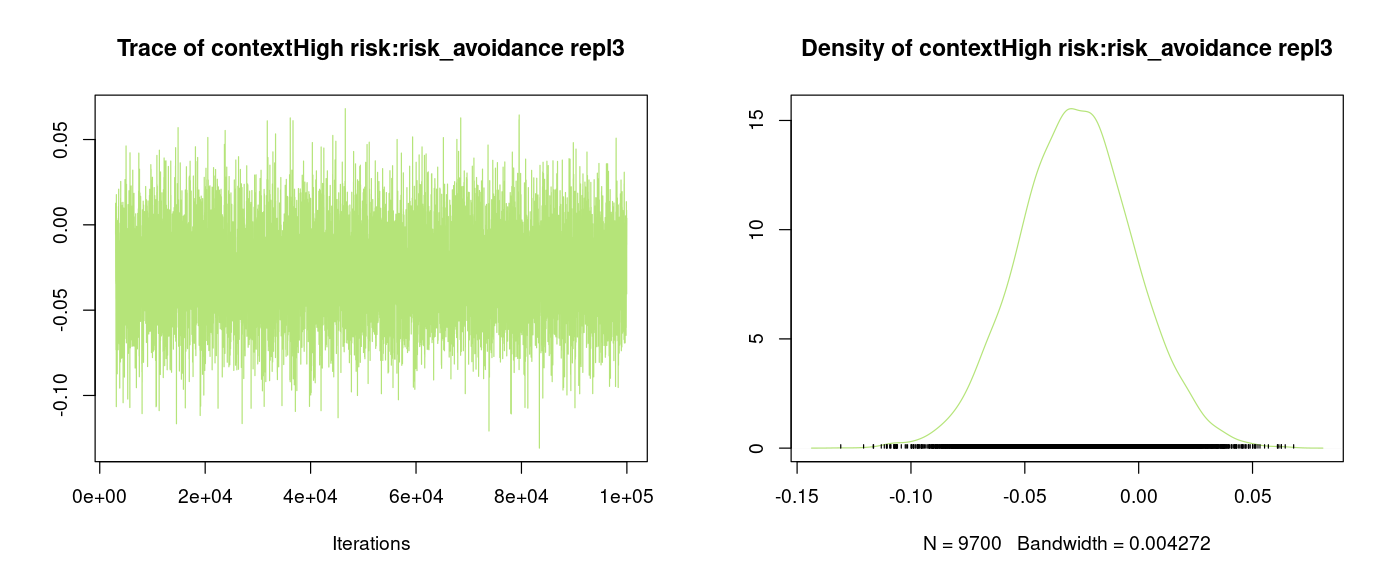 Trace of contextHigh risk:risk_avoidance repl3
0.05
0.00
-0.05
-0.10
0e+00 2e+04 4e+04 6e+04 8e+04 1e+05
Iterations
Density of contextHigh risk:risk_avoidance repl3
15
10
5
0
-0.15 -0.10 -0.05 0.00 0.05
N = 9700 Bandwidth = 0.004272